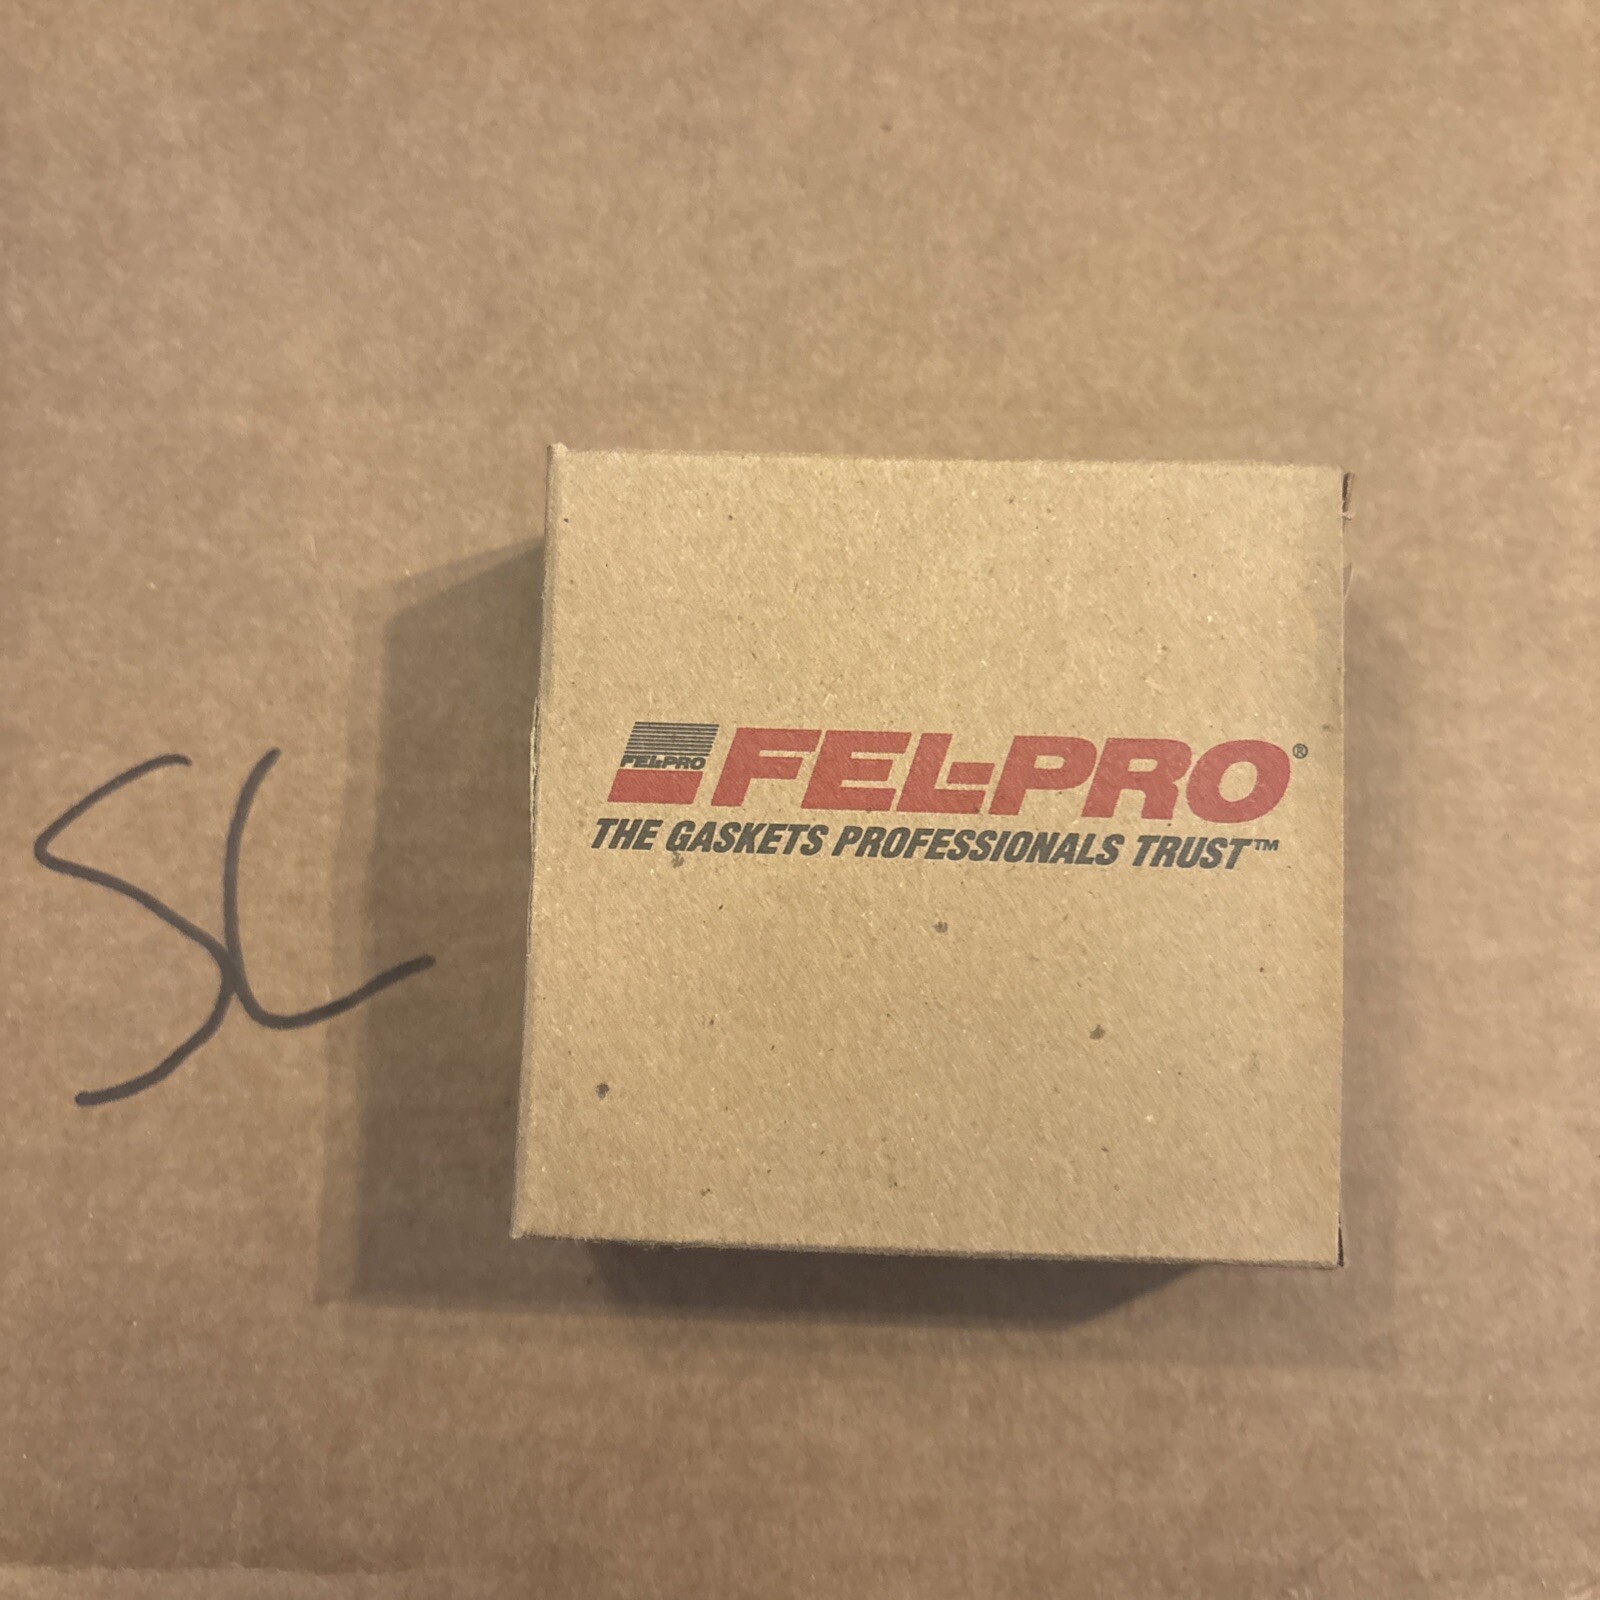 SL
FEL-PRO
FEL-PRO®
THE GASKETS PROFESSIONALS TRUST™